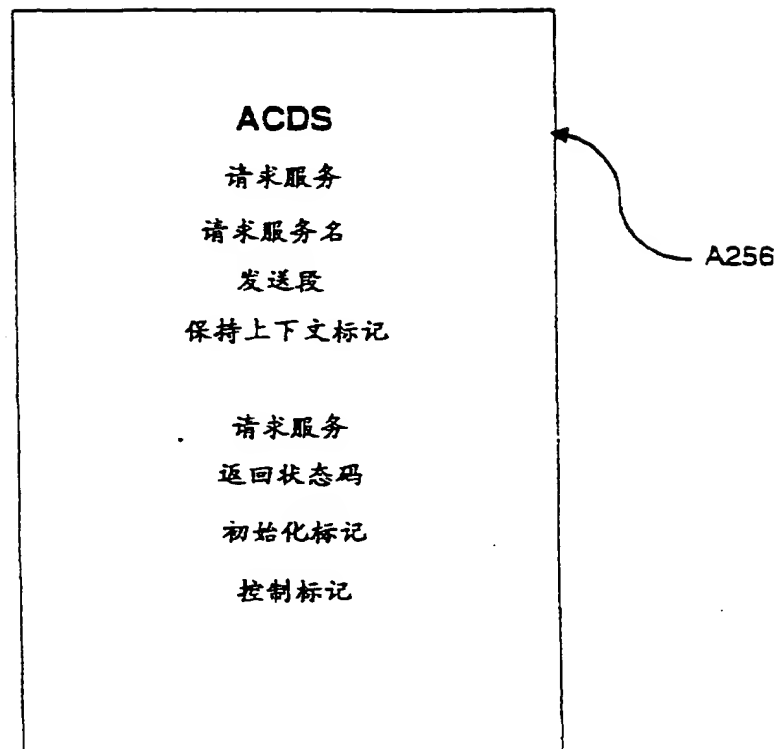 ACDS
请求服务
请求服务名
发送段
保持上下文标记
请求服务
返回状态码
初始化标记
控制标记
A256